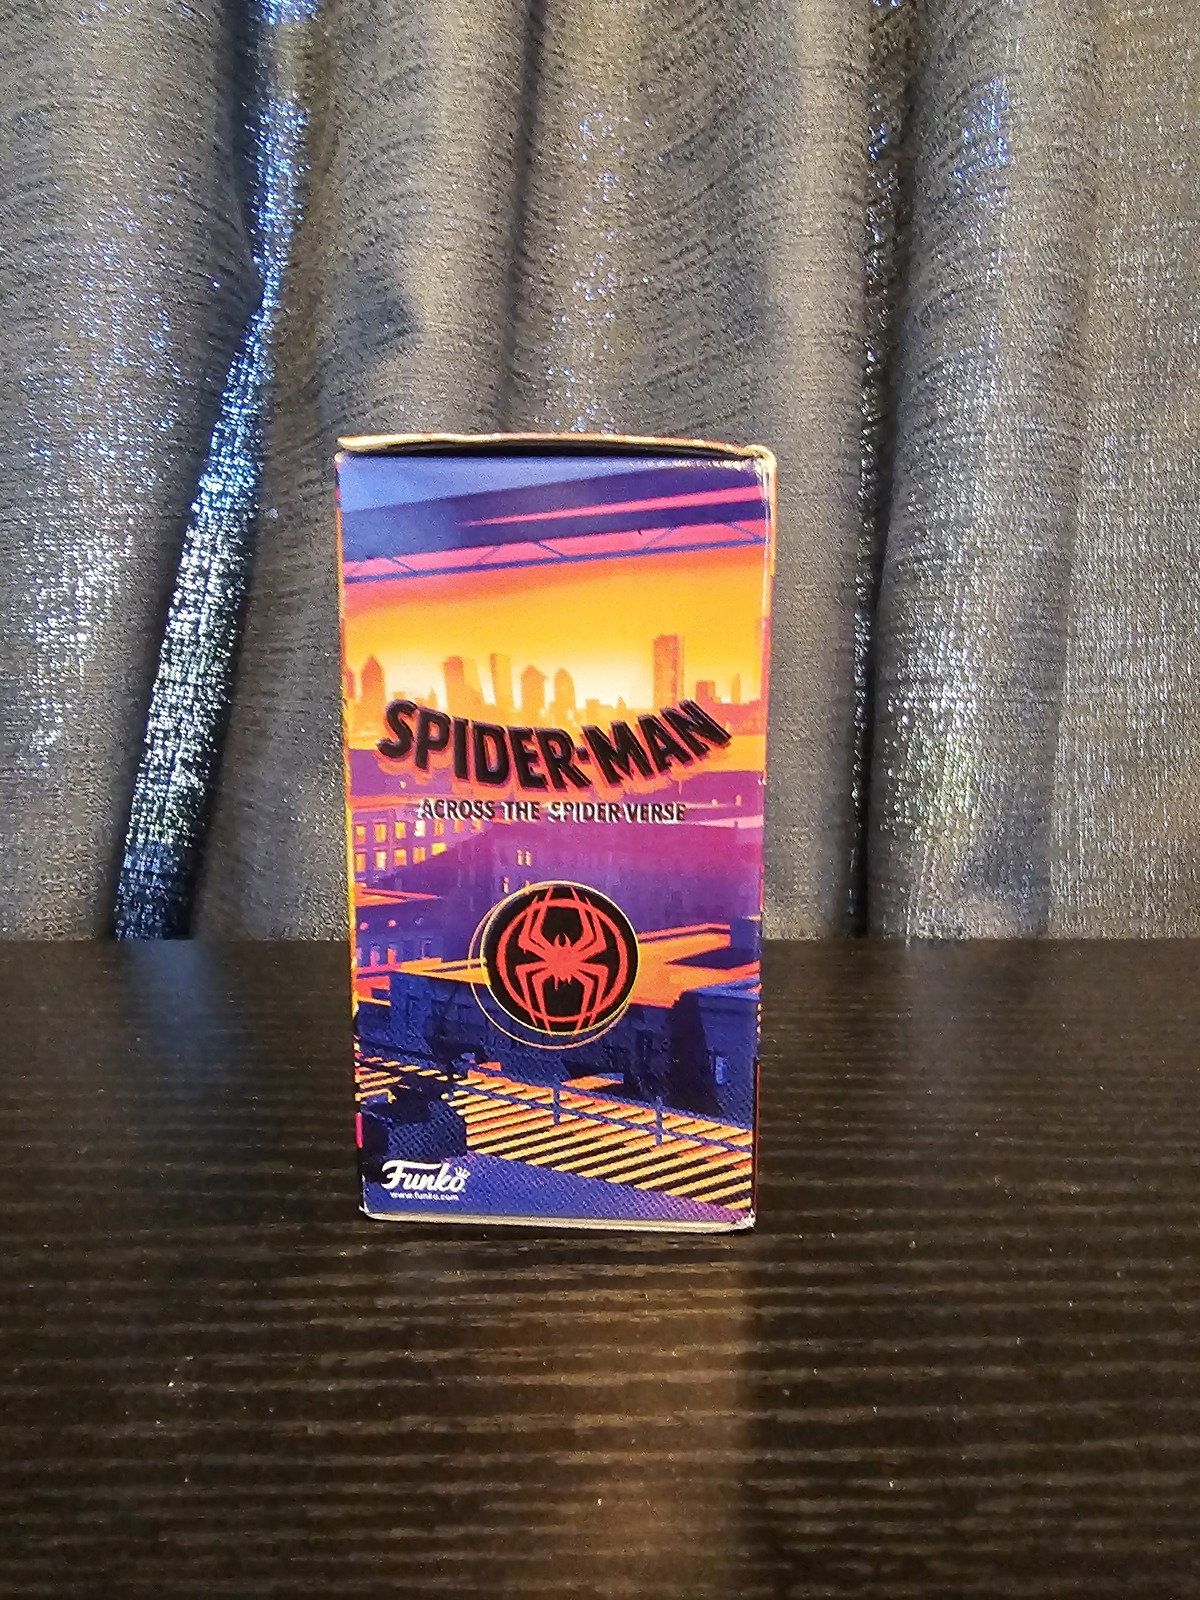 SPIDER-MAN
ACROSS THE SPIDER-VERSE
Funko
www.funko.com